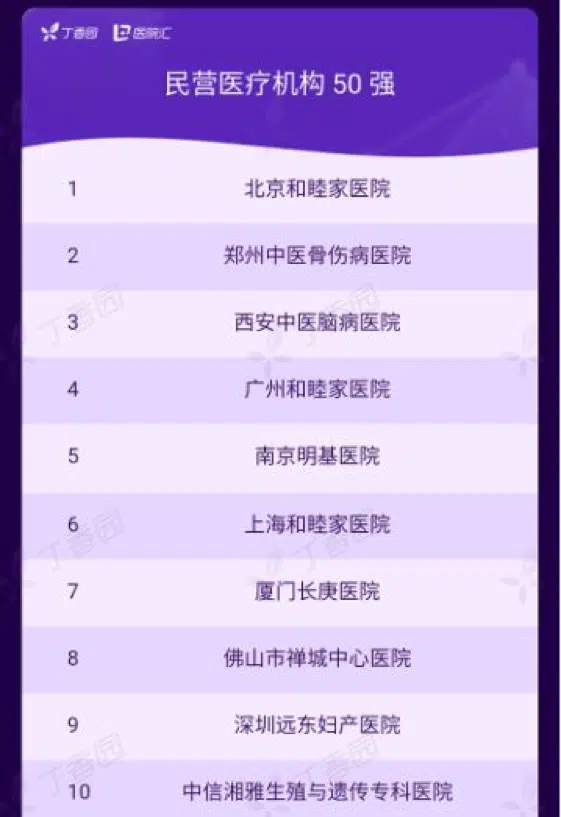 丁香园 医院汇
民营医疗机构 50 强
1 北京和睦家医院
2 郑州中医骨伤病医院
3 西安中医脑病医院
4 广州和睦家医院
5 南京明基医院
6 上海和睦家医院
7 厦门长庚医院
8 佛山市禅城中心医院
9 深圳远东妇产医院
10 中信湘雅生殖与遗传专科医院
丁香园
丁香园
丁香园
丁香园
丁香园
丁香园